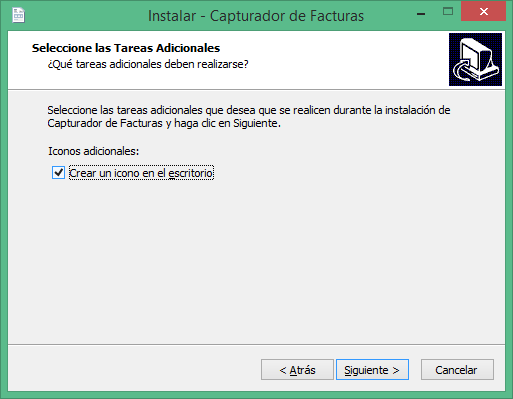 Instalar - Capturador de Facturas
Seleccione las Tareas Adicionales
¿Qué tareas adicionales deben realizarse?
Seleccione las tareas adicionales que desea que se realicen durante la instalación de
Capturador de Facturas y haga clic en Siguiente.
Iconos adicionales:
Crear un icono en el escritorio
< Atrás
Siguiente >
Cancelar